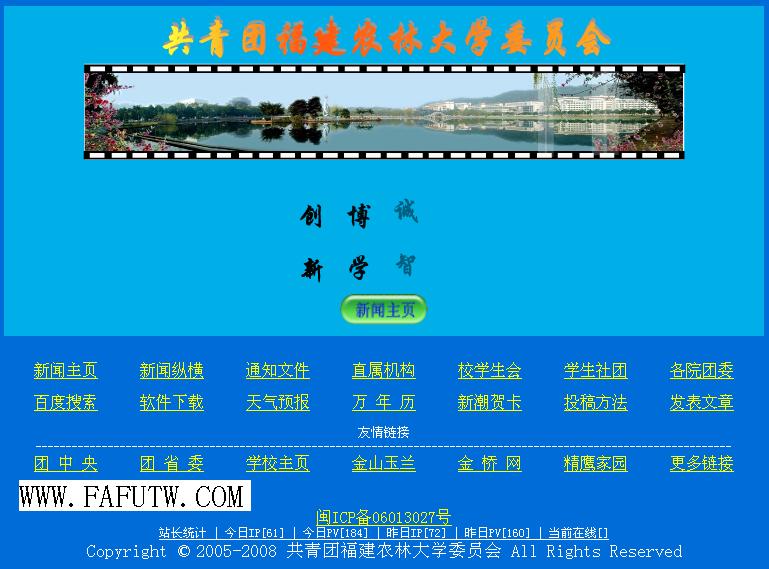 共青团福建农林大学委员会
创 博 诚
新 学 智
新闻主页
新闻主页 新闻纵横 通知文件 直属机构 校学生会 学生社团 各院团委
百度搜索 软件下载 天气预报 万 年 历 新潮贺卡 投稿方法 发表文章
友情链接
团 中 央 团 省 委 学校主页 金山玉兰 金 桥 网 精鹰家园 更多链接
WWW.FAFUTW.COM
闽ICP备06013027号
站长统计 | 今日IP[61] | 今日PV[184] | 昨日IP[72] | 昨日PV[160] | 当前在线[]
Copyright © 2005-2008 共青团福建农林大学委员会 All Rights Reserved